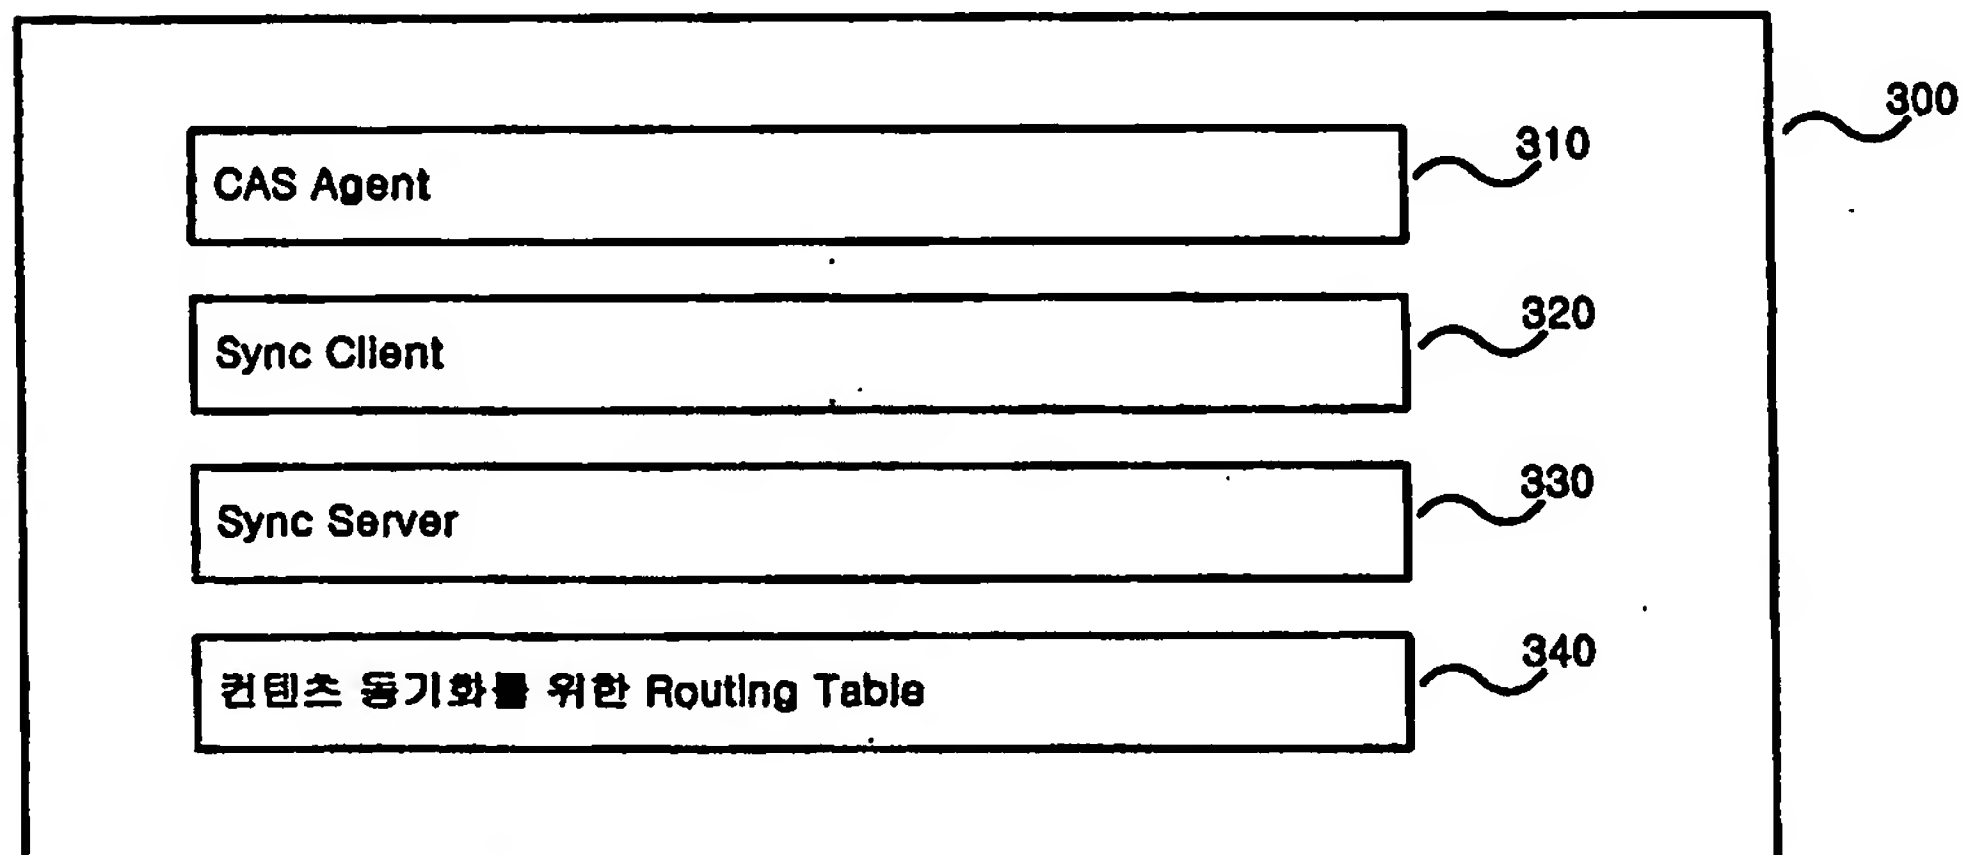 300
CAS Agent 310
Sync Client 320
Sync Server 330
컨텐츠 동기화를 위한 Routing Table 340